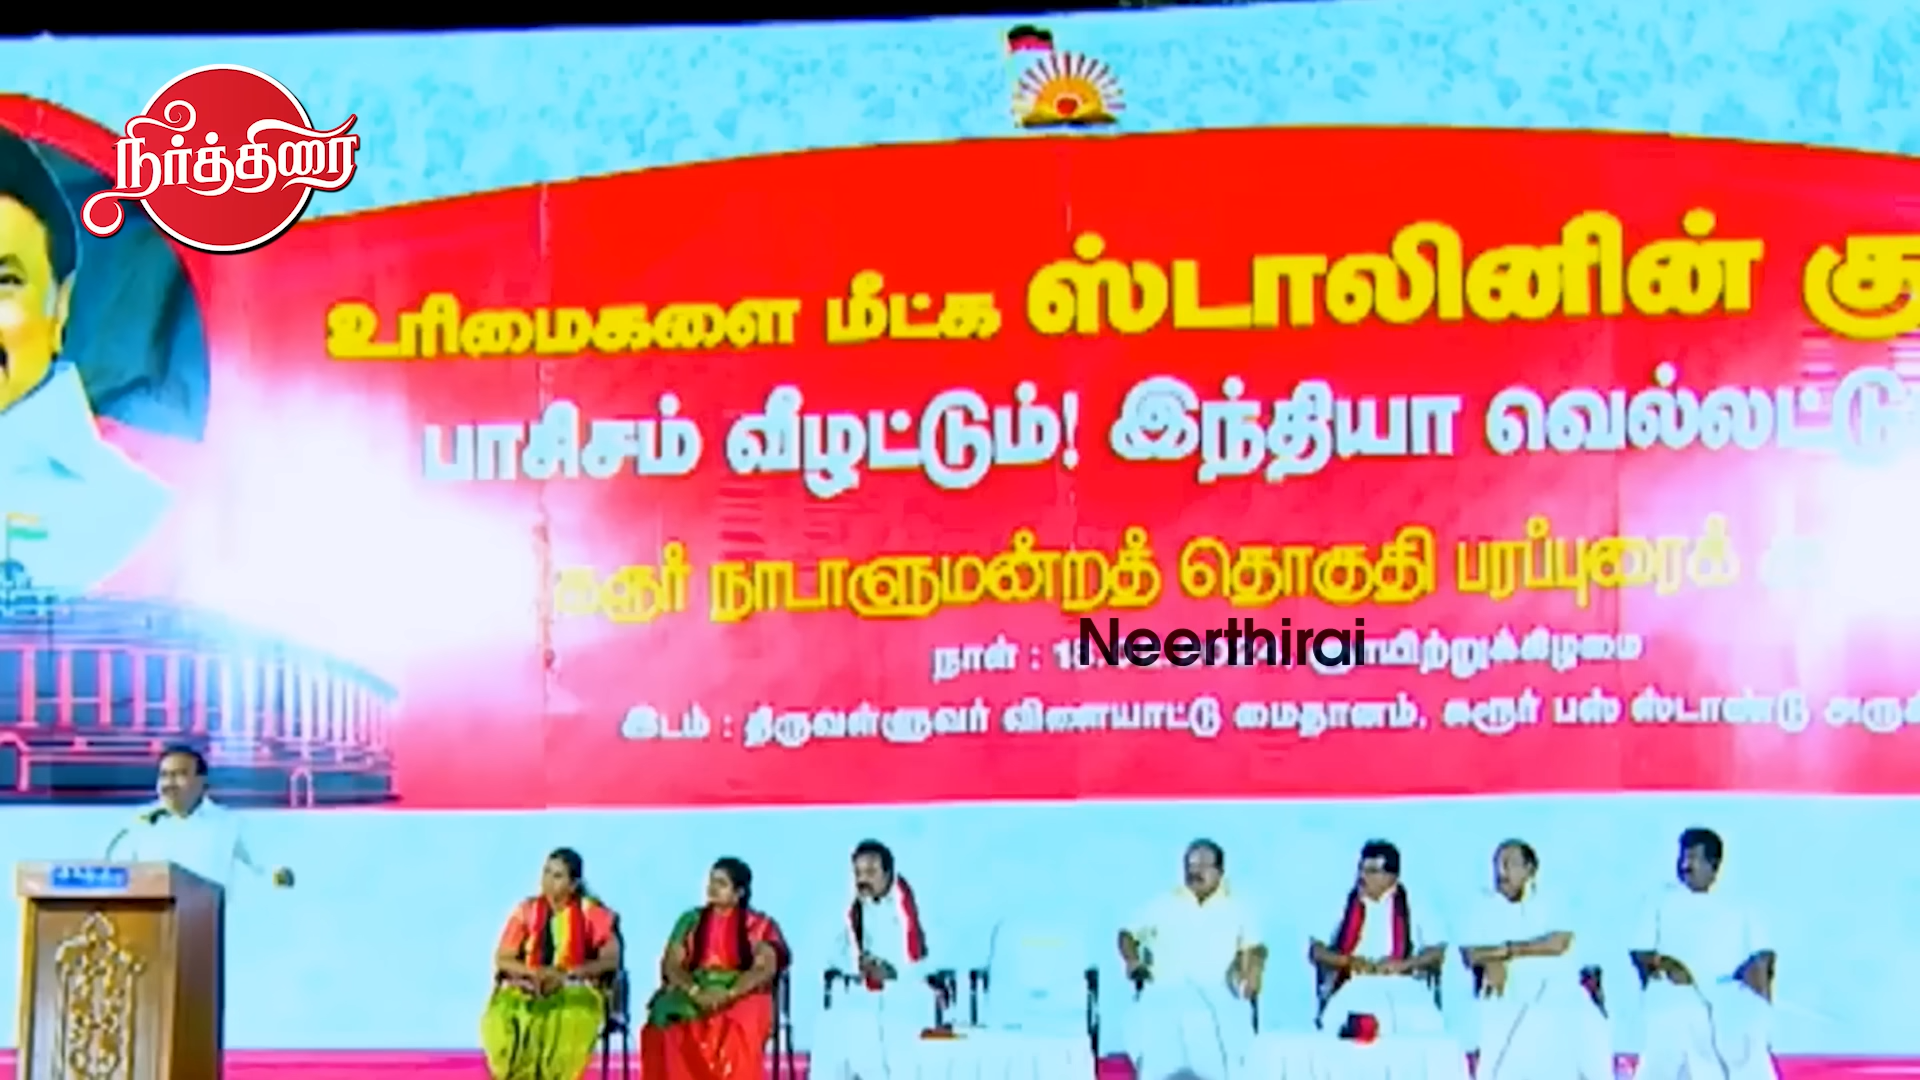 நீர்த்திரை
உரிமைகளை மீட்க ஸ்டாலினின் கு
பாசிசம் வீழட்டும்! இந்தியா வெல்லட்டு
கரூர் நாடாளுமன்றத் தொகுதி பரப்புரைக்
Neerthirai
நாள் :
இடம் : திருவள்ளுவர் விளையாட்டு மைதானம், கரூர் பஸ் ஸ்டாண்டு அருகி